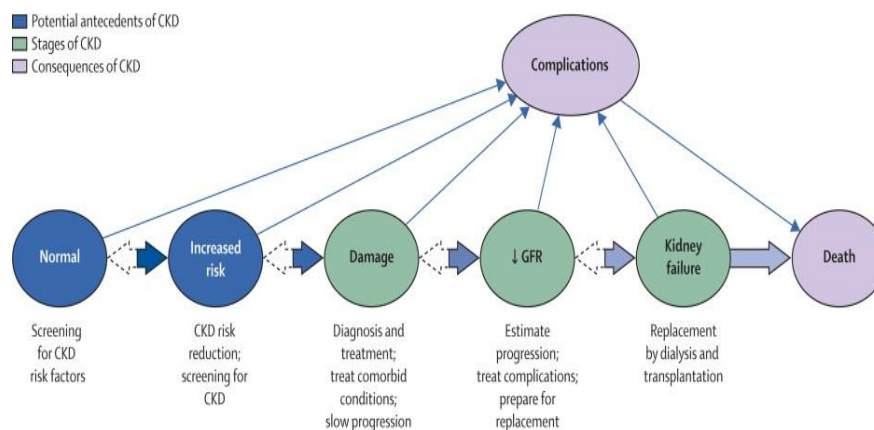 Potential antecedents of CKD
Stages of CKD
Consequences of CKD
Complications
Normal
Increased
risk
Damage
↓ GFR
Kidney
failure
Death
Screening
for CKD
risk factors
CKD risk
reduction;
screening for
CKD
Diagnosis and
treatment;
treat comorbid
conditions;
slow progression
Estimate
progression;
treat complications;
prepare for
replacement
Replacement
by dialysis and
transplantation